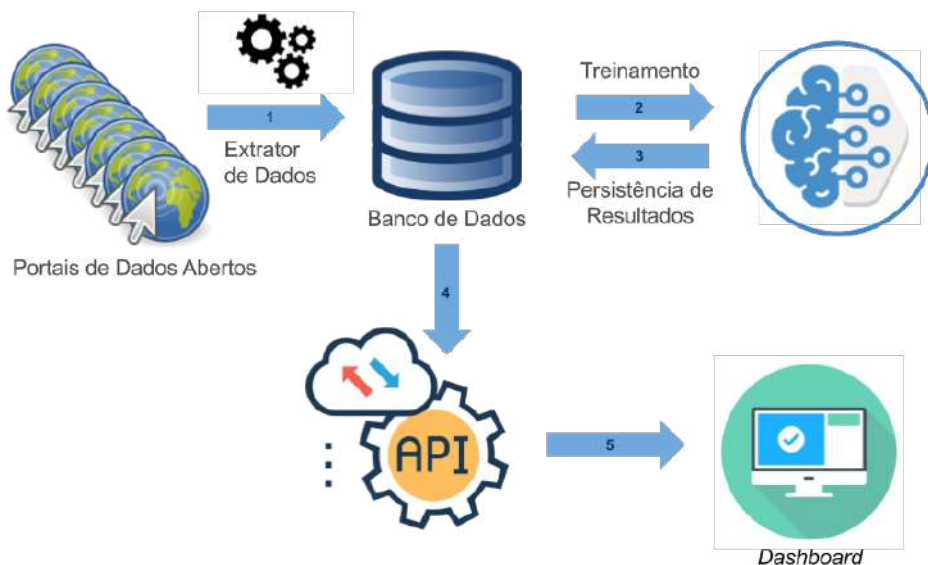 1
Extrator
de Dados
Portais de Dados Abertos
Banco de Dados
Treinamento
2
3
Persistência de
Resultados
4
API
5
Dashboard